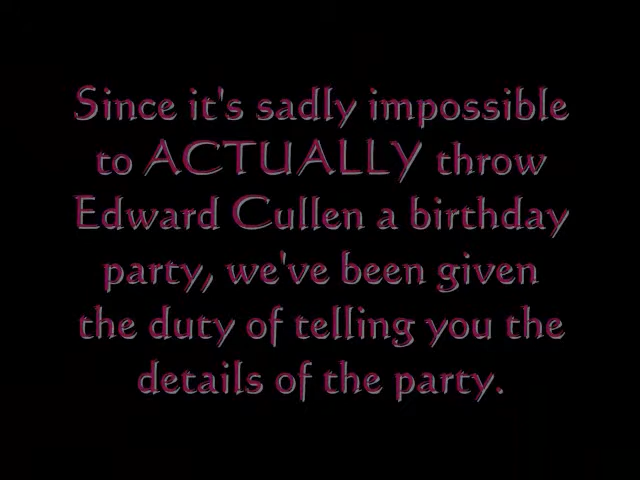 Since it's sadly impossible
to ACTUALLY throw
Edward Cullen a birthday
party, we've been given
the duty of telling you the
details of the party.